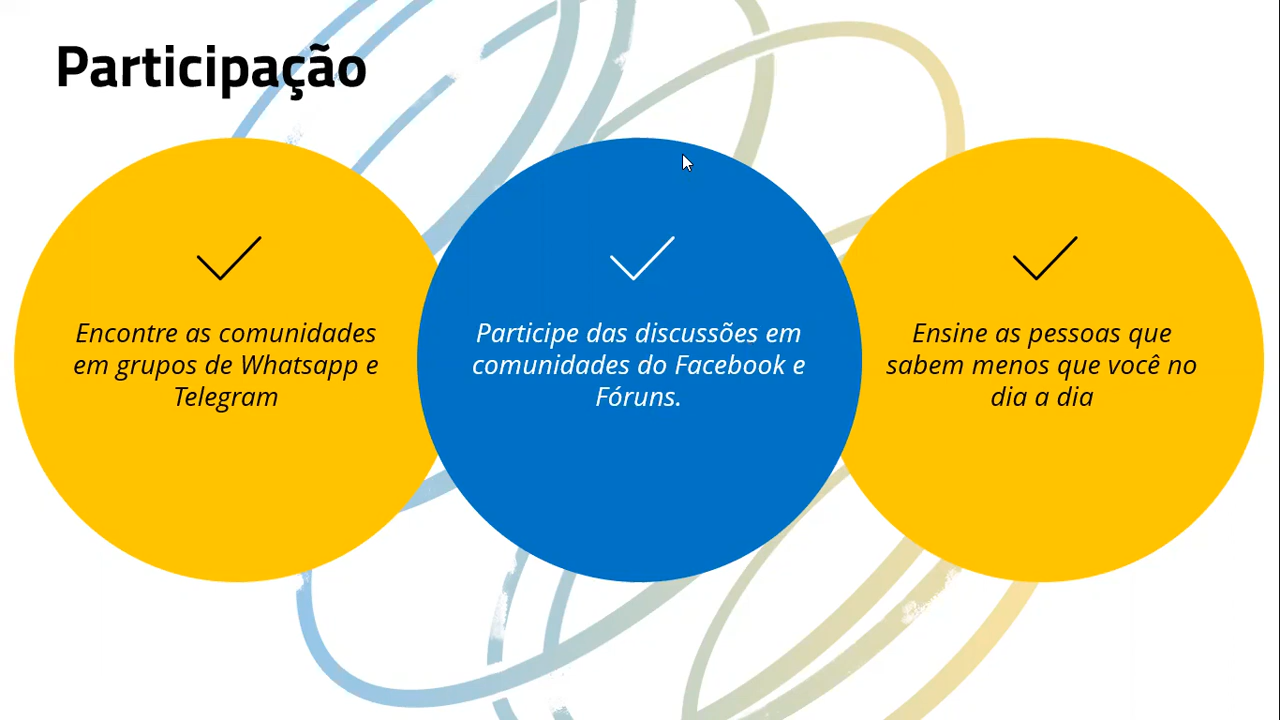 Participação
Encontre as comunidades
em grupos de Whatsapp e
Telegram
Participe das discussões em
comunidades do Facebook e
Fóruns.
Ensine as pessoas que
sabem menos que você no
dia a dia